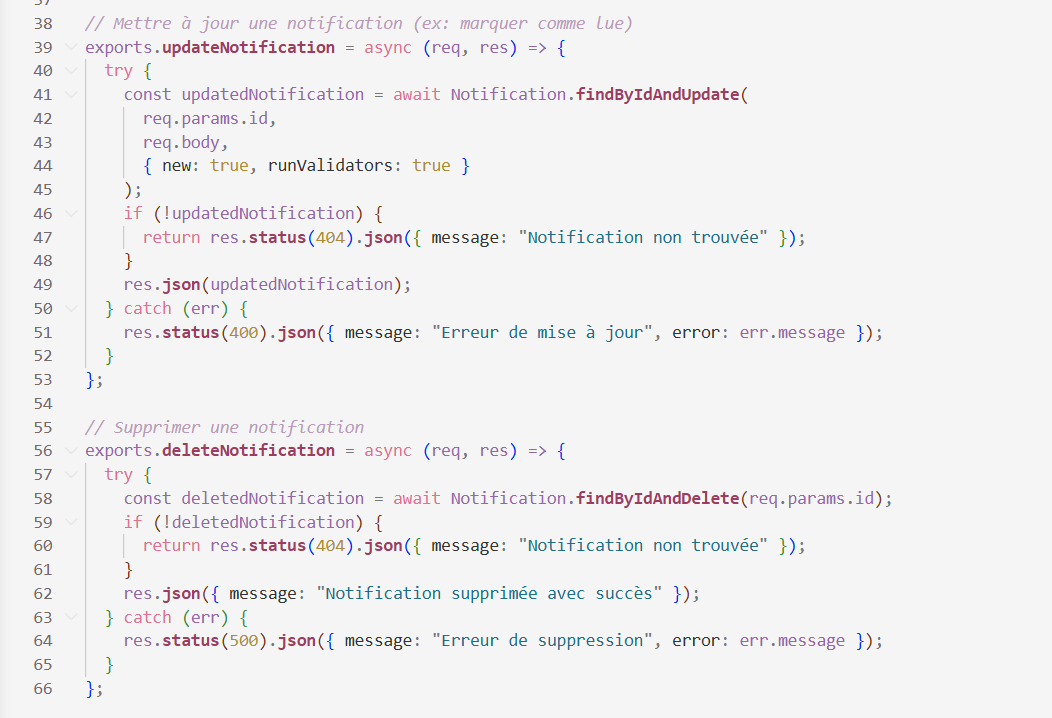 38 // Mettre à jour une notification (ex: marquer comme lue)
39 exports.updateNotification = async (req, res) => {
40   try {
41     const updatedNotification = await Notification.findByIdAndUpdate(
42       req.params.id,
43       req.body,
44       { new: true, runValidators: true }
45     );
46     if (!updatedNotification) {
47       return res.status(404).json({ message: "Notification non trouvée" });
48     }
49     res.json(updatedNotification);
50   } catch (err) {
51     res.status(400).json({ message: "Erreur de mise à jour", error: err.message });
52   }
53 };
54
55 // Supprimer une notification
56 exports.deleteNotification = async (req, res) => {
57   try {
58     const deletedNotification = await Notification.findByIdAndDelete(req.params.id);
59     if (!deletedNotification) {
60       return res.status(404).json({ message: "Notification non trouvée" });
61     }
62     res.json({ message: "Notification supprimée avec succès" });
63   } catch (err) {
64     res.status(500).json({ message: "Erreur de suppression", error: err.message });
65   }
66 };